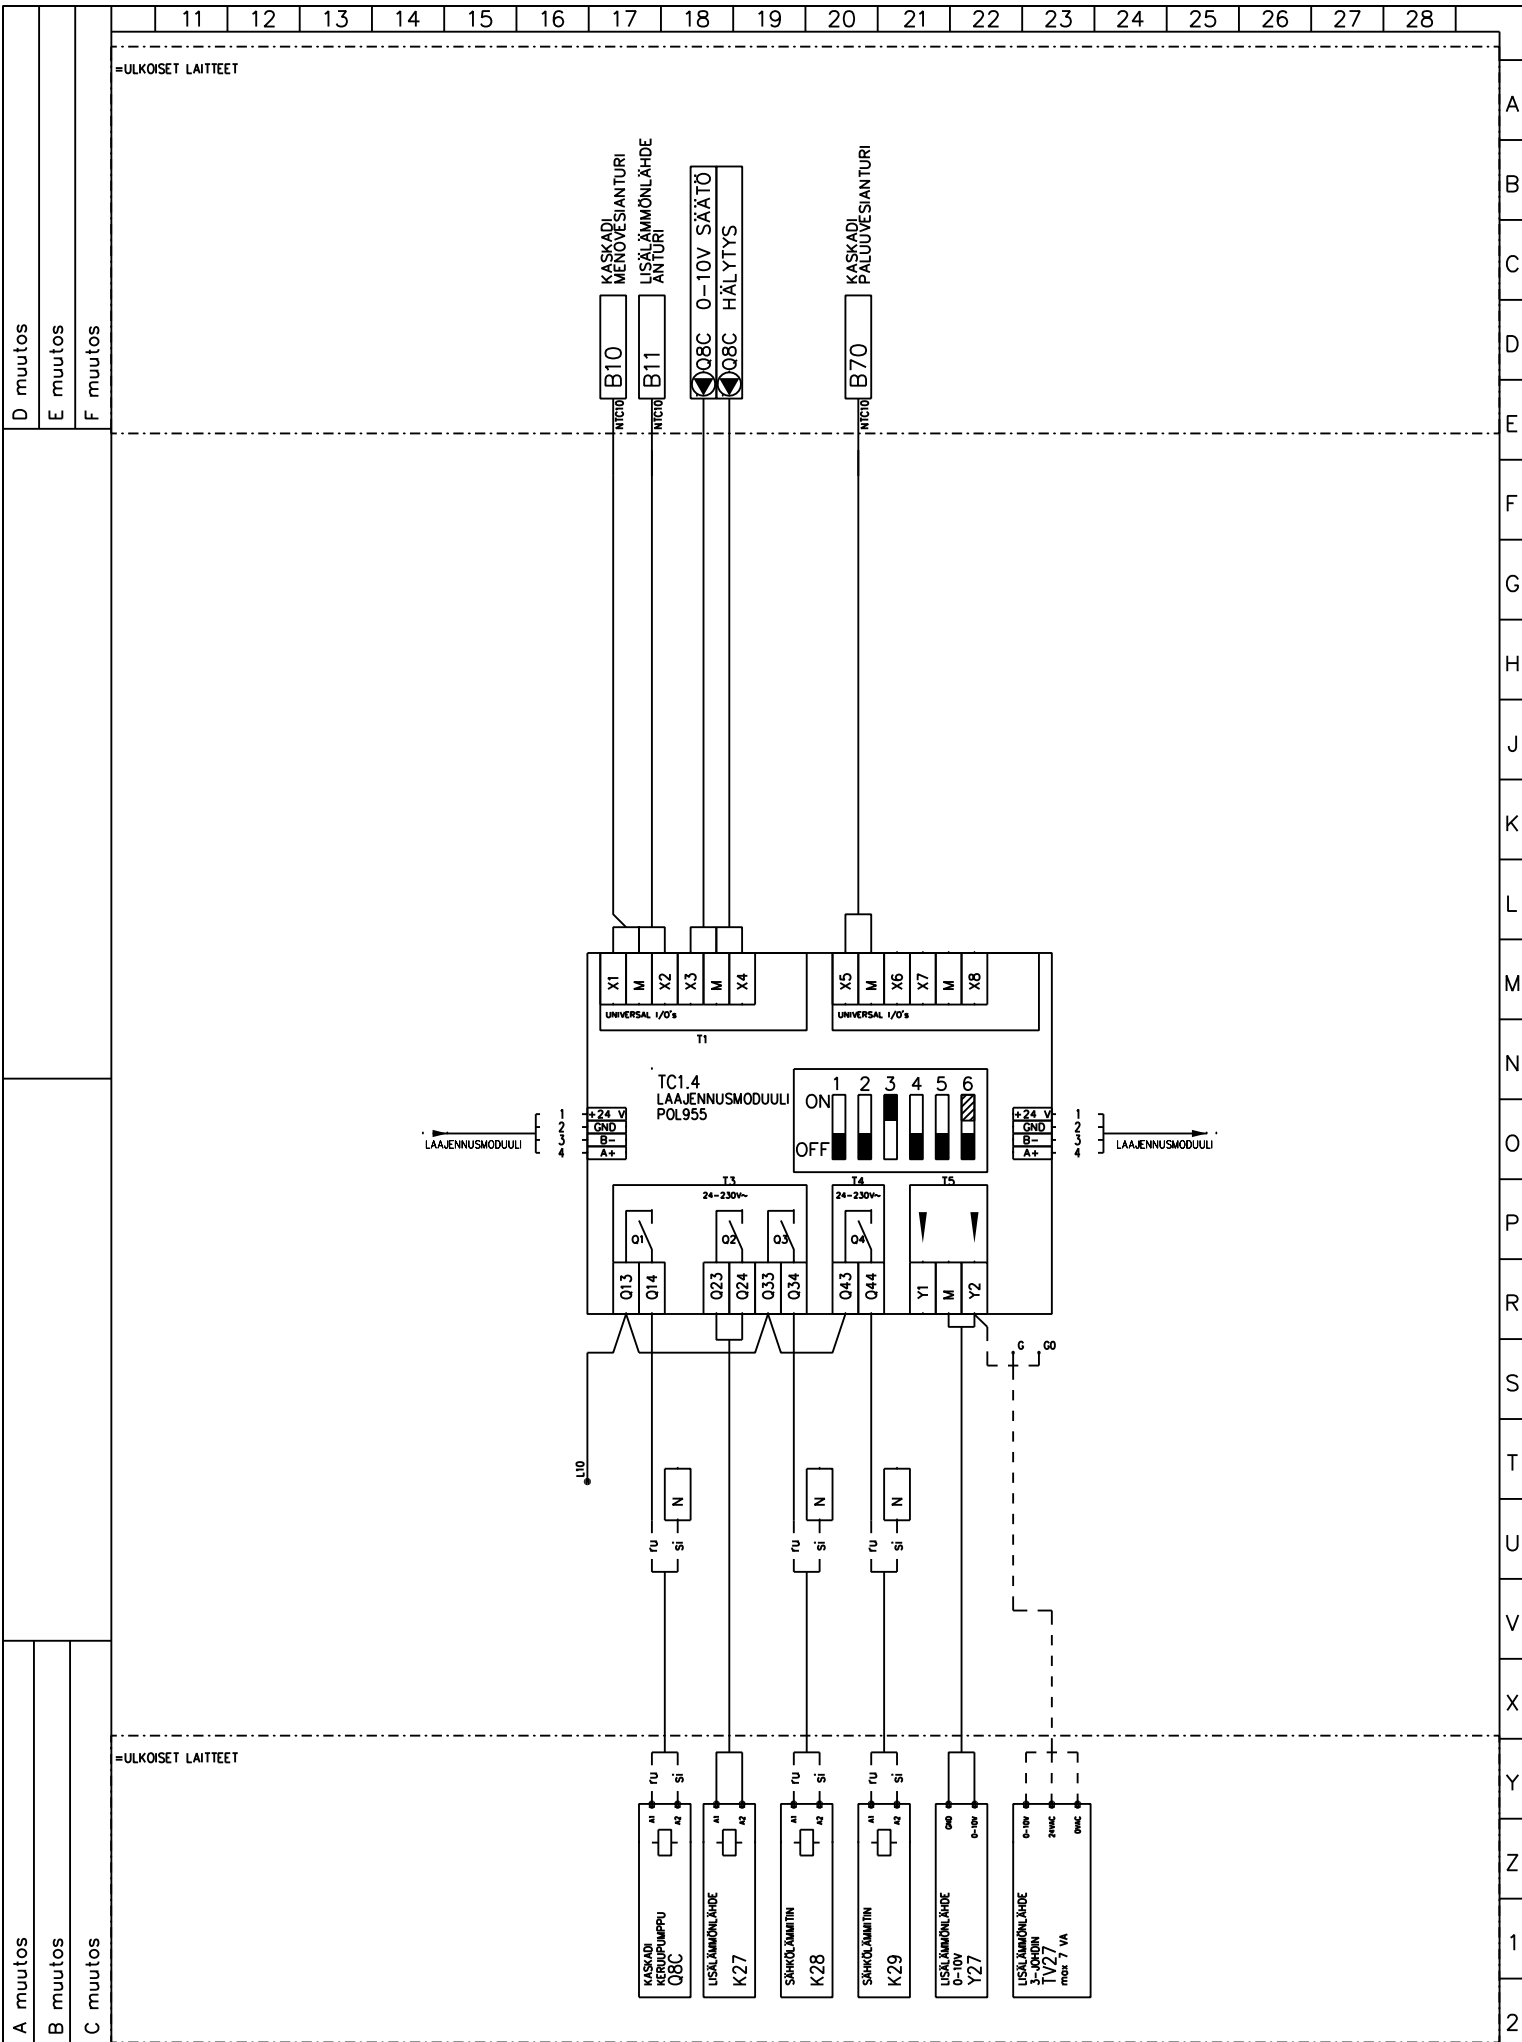 11 12 13 14 15 16 17 18 19 20 21 22 23 24 25 26 27 28
=ULKOISET LAITTEET
A
B
C
D
E
F
G
H
J
K
L
M
N
O
P
R
S
T
U
V
X
Y
Z
1
2
D muutos
E muutos
F muutos
A muutos
B muutos
C muutos
KASKADI
MENOVESIANTURI
B10
NTC10
LISÄLÄMMÖNLÄHDE
ANTURI
B11
NTC10
Q8C 0-10V SÄÄTÖ
Q8C HÄLYTYS
KASKADI
PALUUVESIANTURI
B70
NTC10
X1 M X2 X3 M X4
UNIVERSAL I/O's
T1
X5 M X6 X7 M X8
UNIVERSAL I/O's
TC1.4
LAAJENNUSMODUULI
POL955
1 2 3 4 5 6
ON
OFF
LAAJENNUSMODUULI
1 +24 V
2 GND
3 B-
4 A+
+24 V 1
GND 2
B- 3
A+ 4
LAAJENNUSMODUULI
T3
24-230V~
T4
24-230V~
T5
Q1 Q2 Q3 Q4
Q13 Q14 Q23 Q24 Q33 Q34 Q43 Q44 Y1 M Y2
G G0
L10
N N N
ru si ru si ru si
=ULKOISET LAITTEET
ru si ru si ru si
A1 A2
KASKADI
KERUUPUMPPU
Q8C
A1 A2
LISÄLÄMMÖNLÄHDE
K27
A1 A2
SÄHKÖLÄMMITIN
K28
A1 A2
SÄHKÖLÄMMITIN
K29
GND 0-10V
LISÄLÄMMÖNLÄHDE
0-10V
Y27
0-10V 24VAC 0VAC
LISÄLÄMMÖNLÄHDE
3-JOHDIN
TV27
max 7 VA